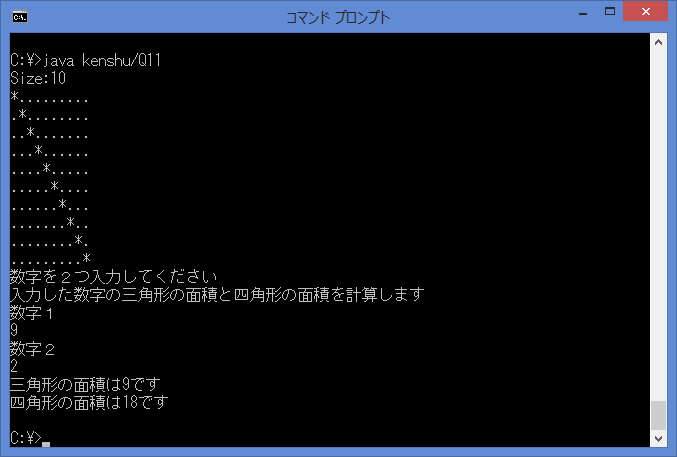 コマンド プロンプト
C:\>java kenshu/Q11
Size:10
*.........
.*........
..*.......
...*......
....*.....
.....*....
......*...
.......*..
........*.
.........*
数字を２つ入力してください
入力した数字の三角形の面積と四角形の面積を計算します
数字１
9
数字２
2
三角形の面積は9です
四角形の面積は18です
C:\>